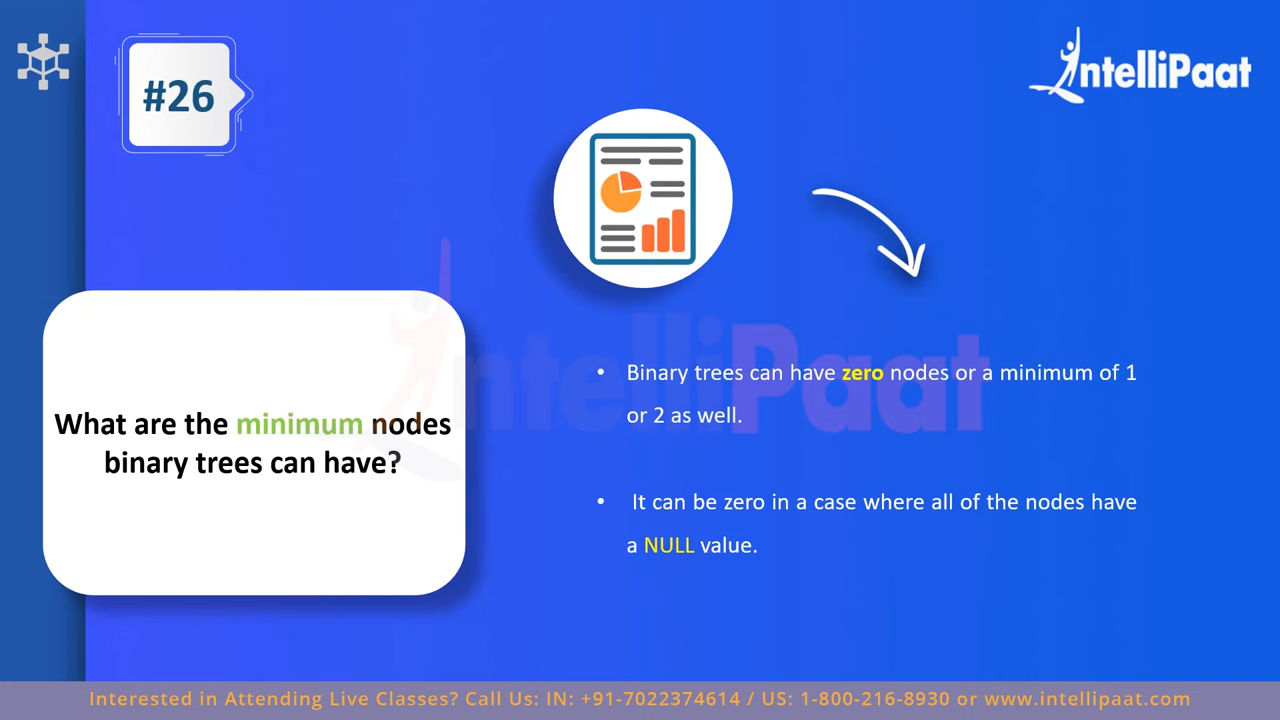 #26
IntelliPaat
What are the minimum nodes
binary trees can have?
IntelliPaat
• Binary trees can have zero nodes or a minimum of 1
or 2 as well.
• It can be zero in a case where all of the nodes have
a NULL value.
Interested in Attending Live Classes? Call Us: IN: +91-7022374614 / US: 1-800-216-8930 or www.intellipaat.com